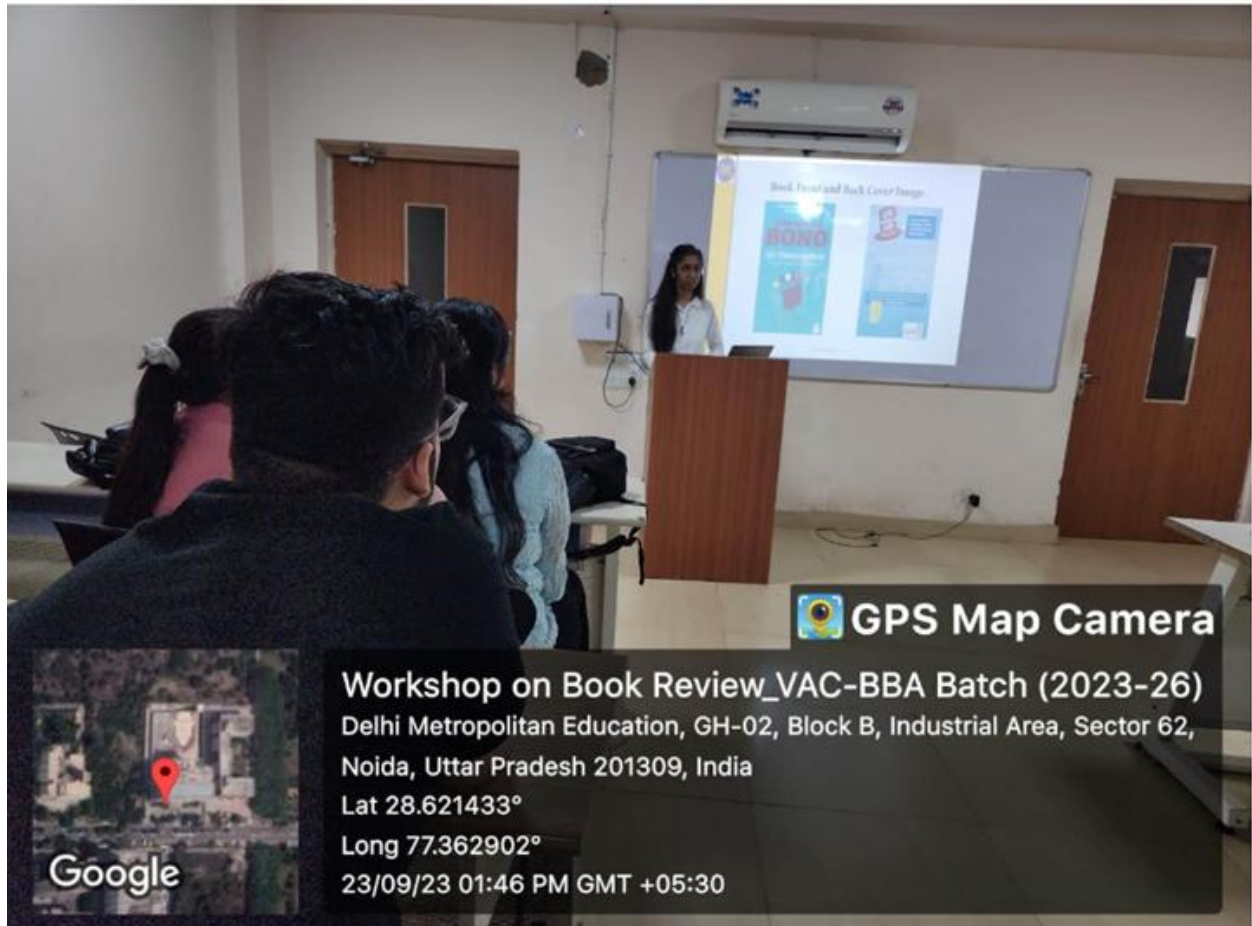 Book Front and Back Cover Image
BONO
GPS Map Camera
Workshop on Book Review_VAC-BBA Batch (2023-26)
Delhi Metropolitan Education, GH-02, Block B, Industrial Area, Sector 62,
Noida, Uttar Pradesh 201309, India
Lat 28.621433°
Long 77.362902°
23/09/23 01:46 PM GMT +05:30
Google